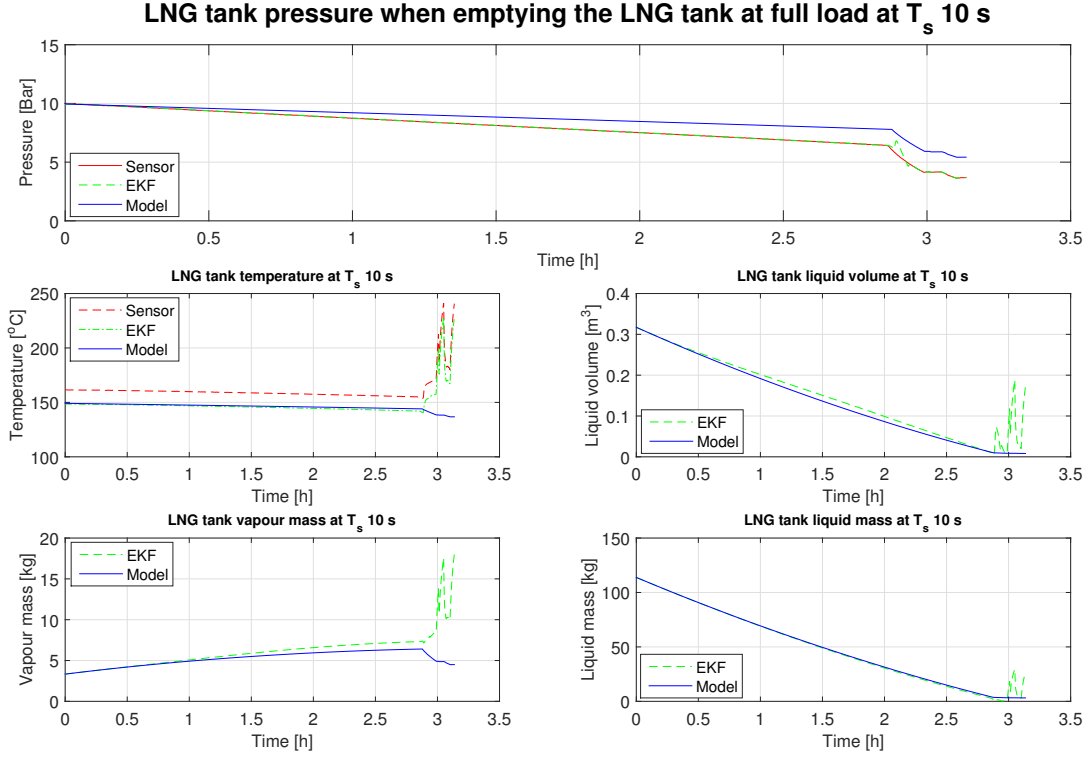 LNG tank pressure when emptying the LNG tank at full load at T_s 10 s
15
10
5
0
Pressure [Bar]
Sensor
EKF
Model
0 0.5 1 1.5 2 2.5 3 3.5
Time [h]
LNG tank temperature at T_s 10 s
250
200
150
100
Temperature [°C]
Sensor
EKF
Model
0 0.5 1 1.5 2 2.5 3 3.5
Time [h]
LNG tank liquid volume at T_s 10 s
0.4
0.3
0.2
0.1
0
Liquid volume [m³]
EKF
Model
0 0.5 1 1.5 2 2.5 3 3.5
Time [h]
LNG tank vapour mass at T_s 10 s
20
15
10
5
0
Vapour mass [kg]
EKF
Model
0 0.5 1 1.5 2 2.5 3 3.5
Time [h]
LNG tank liquid mass at T_s 10 s
150
100
50
0
Liquid mass [kg]
EKF
Model
0 0.5 1 1.5 2 2.5 3 3.5
Time [h]